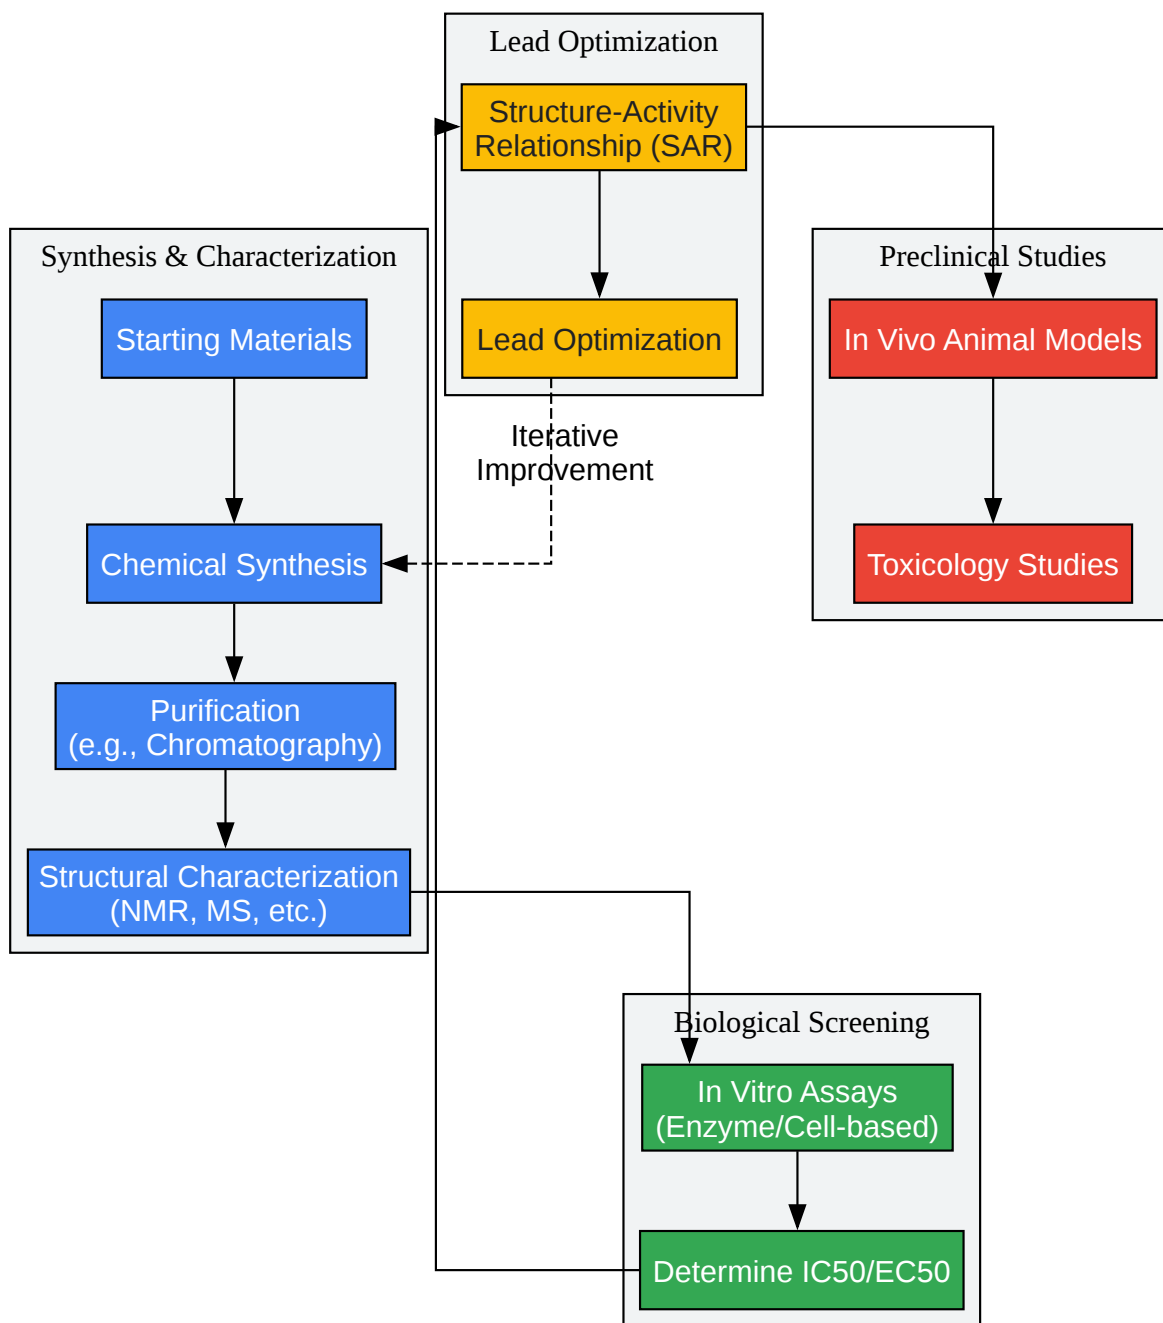 Lead Optimization
Structure-Activity
Relationship (SAR)
Lead Optimization
Iterative
Improvement
Synthesis & Characterization
Starting Materials
Chemical Synthesis
Purification
(e.g., Chromatography)
Structural Characterization
(NMR, MS, etc.)
Preclinical Studies
In Vivo Animal Models
Toxicology Studies
Biological Screening
In Vitro Assays
(Enzyme/Cell-based)
Determine IC50/EC50